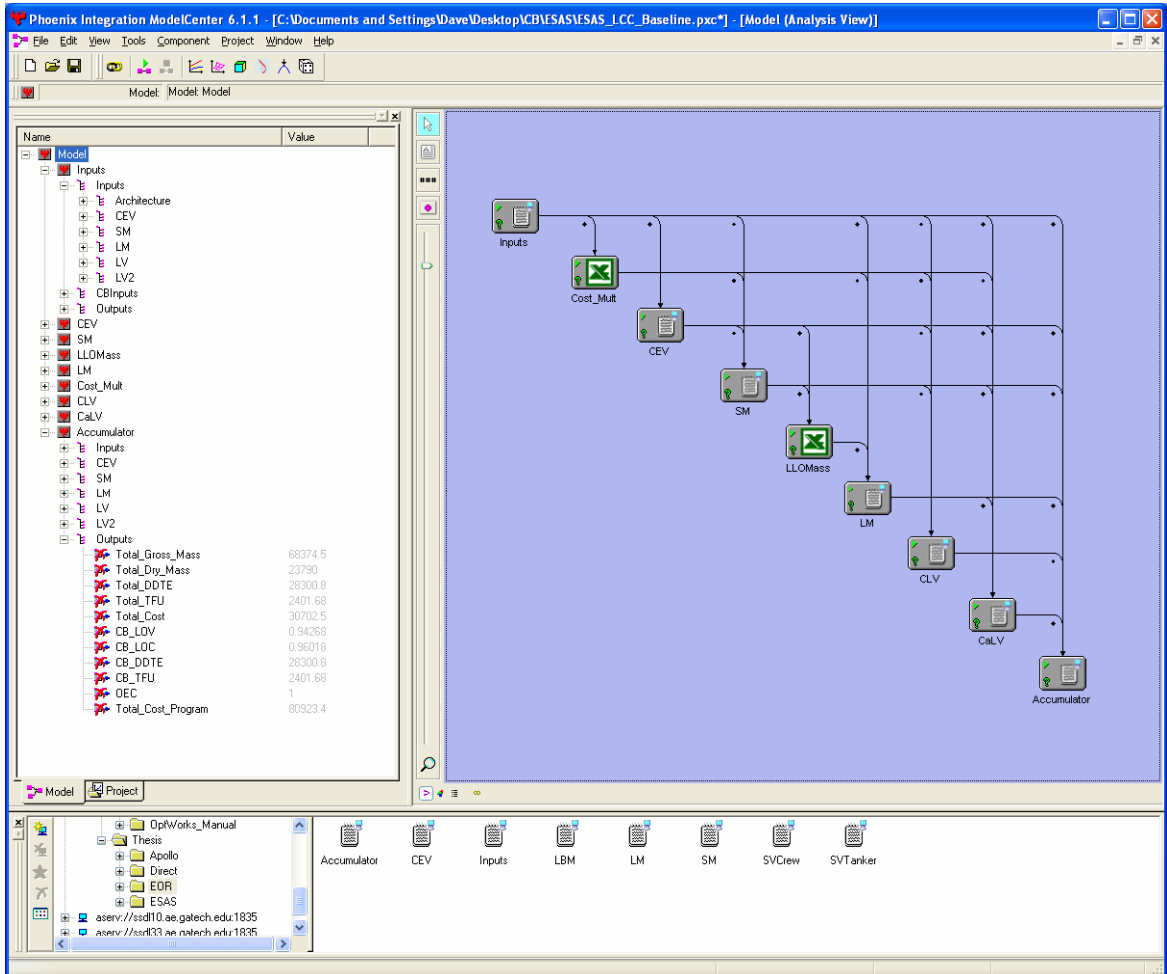 Phoenix Integration ModelCenter 6.1.1 - [C:\Documents and Settings\Dave\Desktop\CB\ESAS\ESAS_LCC_Baseline.pxc*] - [Model (Analysis View)]
File Edit View Tools Component Project Window Help
Model: Model: Model
Name Value
Model
Inputs
Inputs
Architecture
CEV
SM
LM
LV
LV2
CBInputs
Outputs
CEV
SM
LLOMass
LM
Cost_Mult
CLV
CaLV
Accumulator
Inputs
CEV
SM
LM
LV
LV2
Outputs
Total_Gross_Mass 68374.5
Total_Dry_Mass 23790
Total_DDTE 28300.8
Total_TFU 2401.68
Total_Cost 30702.5
CB_LOV 0.94268
CB_LOC 0.96018
CB_DDTE 28300.8
CB_TFU 2401.68
OEC 1
Total_Cost_Program 80923.4
Model Project
Inputs
Cost_Mult
CEV
SM
LLOMass
LM
CLV
CaLV
Accumulator
OptWorks_Manual
Thesis
Apollo
Direct
EOR
ESAS
aserv://ssdl10.ae.gatech.edu:1835
aserv://ssdl33.ae.gatech.edu:1835
Accumulator CEV Inputs LBM LM SM SVCrew SVTanker